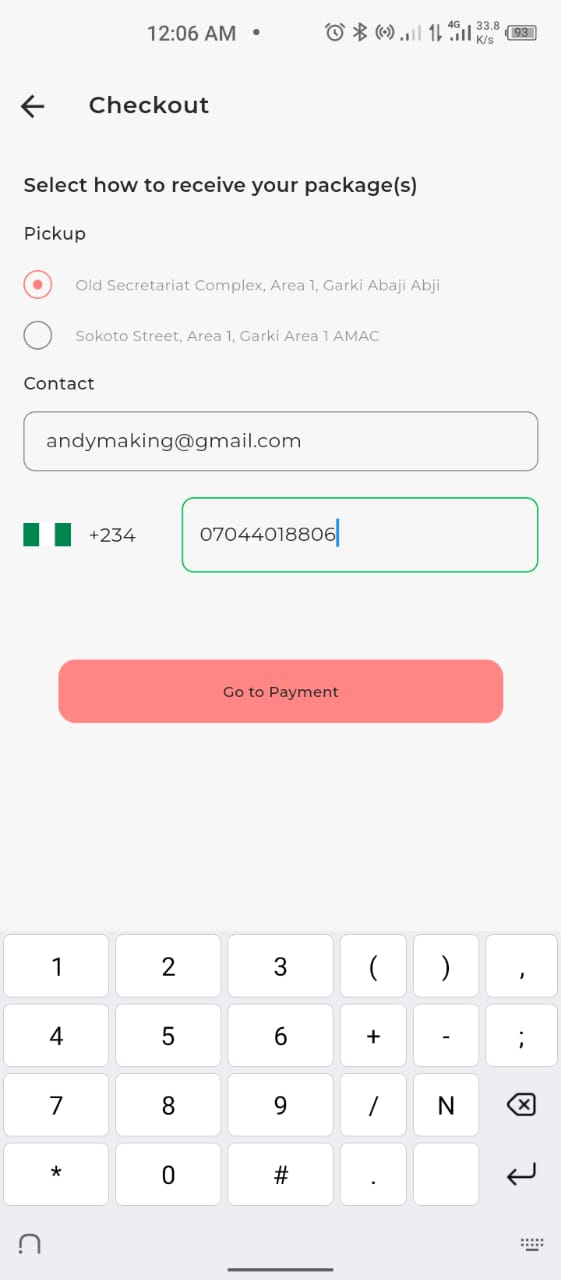 12:06 AM •
4G 33.8 K/s 93
Checkout
Select how to receive your package(s)
Pickup
Old Secretariat Complex, Area 1, Garki Abaji Abji
Sokoto Street, Area 1, Garki Area 1 AMAC
Contact
andymaking@gmail.com
+234 07044018806
Go to Payment
1 2 3 ( ) ,
4 5 6 + - ;
7 8 9 / N
* 0 # .